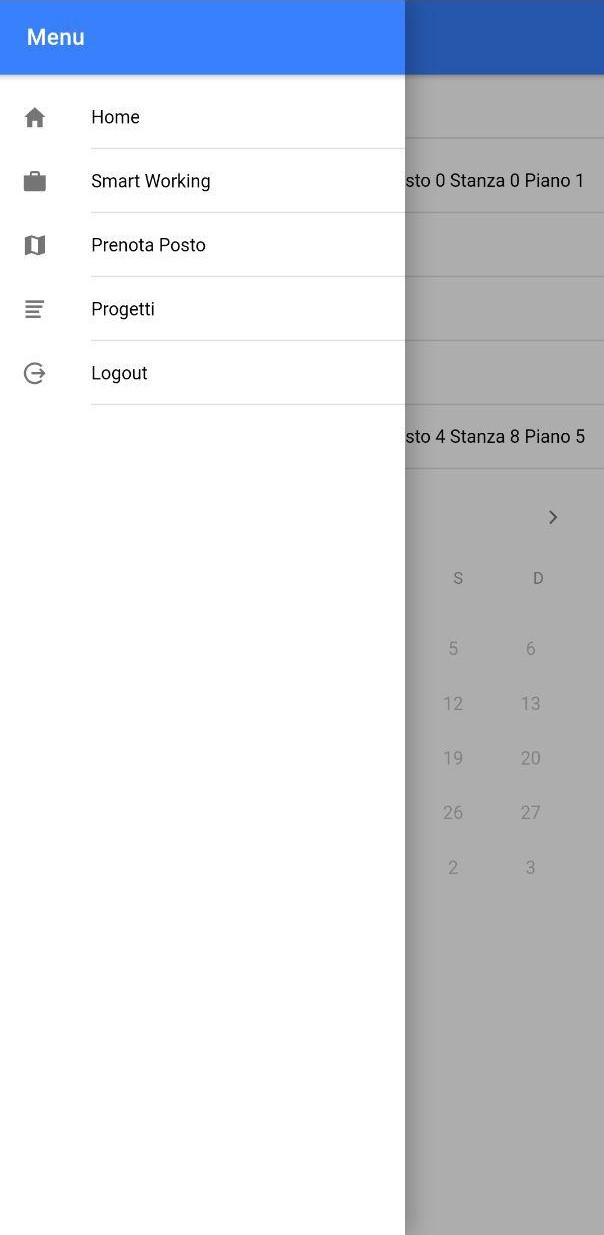 Menu
Home
Smart Working
sto 0 Stanza 0 Piano 1
Prenota Posto
Progetti
Logout
sto 4 Stanza 8 Piano 5
S D
5 6
12 13
19 20
26 27
2 3